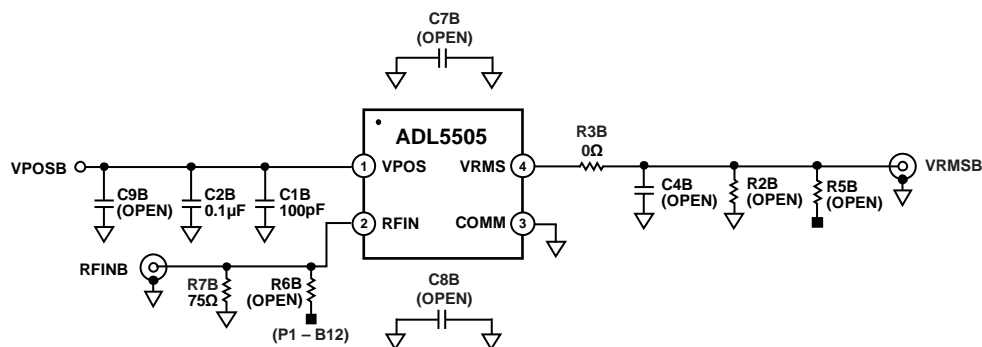 C7B
(OPEN)
ADL5505
R3B
0Ω
VPOSB
1
VPOS
VRMS
4
VRMSB
C9B
(OPEN)
C2B
0.1µF
C1B
100pF
C4B
(OPEN)
R2B
(OPEN)
R5B
(OPEN)
2
RFIN
COMM
3
RFINB
R7B
75Ω
R6B
(OPEN)
(P1 – B12)
C8B
(OPEN)